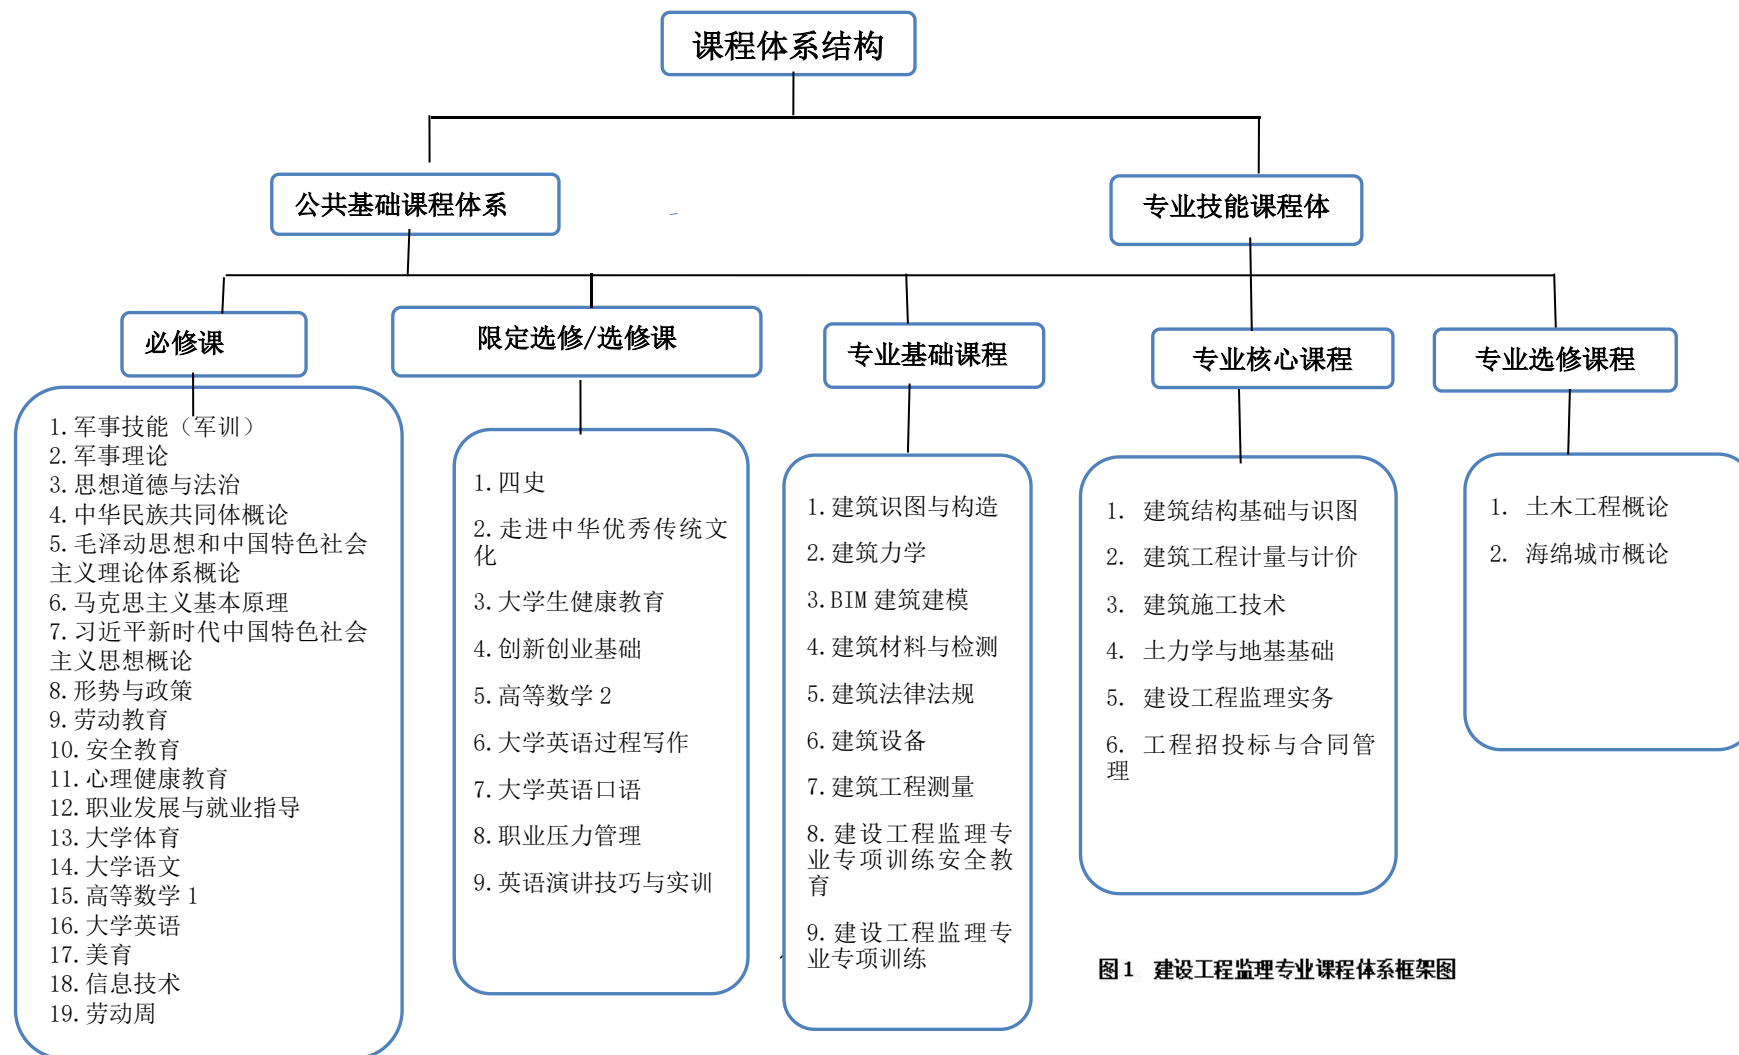 课程体系结构
公共基础课程体系
专业技能课程体
必修课
限定选修/选修课
专业基础课程
专业核心课程
专业选修课程
1.军事技能（军训）
2.军事理论
3.思想道德与法治
4.中华民族共同体概论
5.毛泽动思想和中国特色社会
主义理论体系概论
6.马克思主义基本原理
7.习近平新时代中国特色社会
主义思想概论
8.形势与政策
9.劳动教育
10.安全教育
11.心理健康教育
12.职业发展与就业指导
13.大学体育
14.大学语文
15.高等数学1
16.大学英语
17.美育
18.信息技术
19.劳动周
1.四史
2.走进中华优秀传统文
化
3.大学生健康教育
4.创新创业基础
5.高等数学2
6.大学英语过程写作
7.大学英语口语
8.职业压力管理
9.英语演讲技巧与实训
1.建筑识图与构造
2.建筑力学
3.BIM建筑建模
4.建筑材料与检测
5.建筑法律法规
6.建筑设备
7.建筑工程测量
8.建设工程监理专
业专项训练安全教
育
9.建设工程监理专
业专项训练
1. 建筑结构基础与识图
2. 建筑工程计量与计价
3. 建筑施工技术
4. 土力学与地基基础
5. 建设工程监理实务
6. 工程招投标与合同管
理
1. 土木工程概论
2. 海绵城市概论
图1 建设工程监理专业课程体系框架图